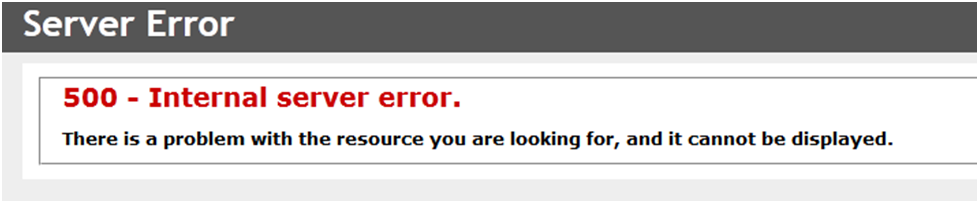 Server Error
500 - Internal server error.
There is a problem with the resource you are looking for, and it cannot be displayed.